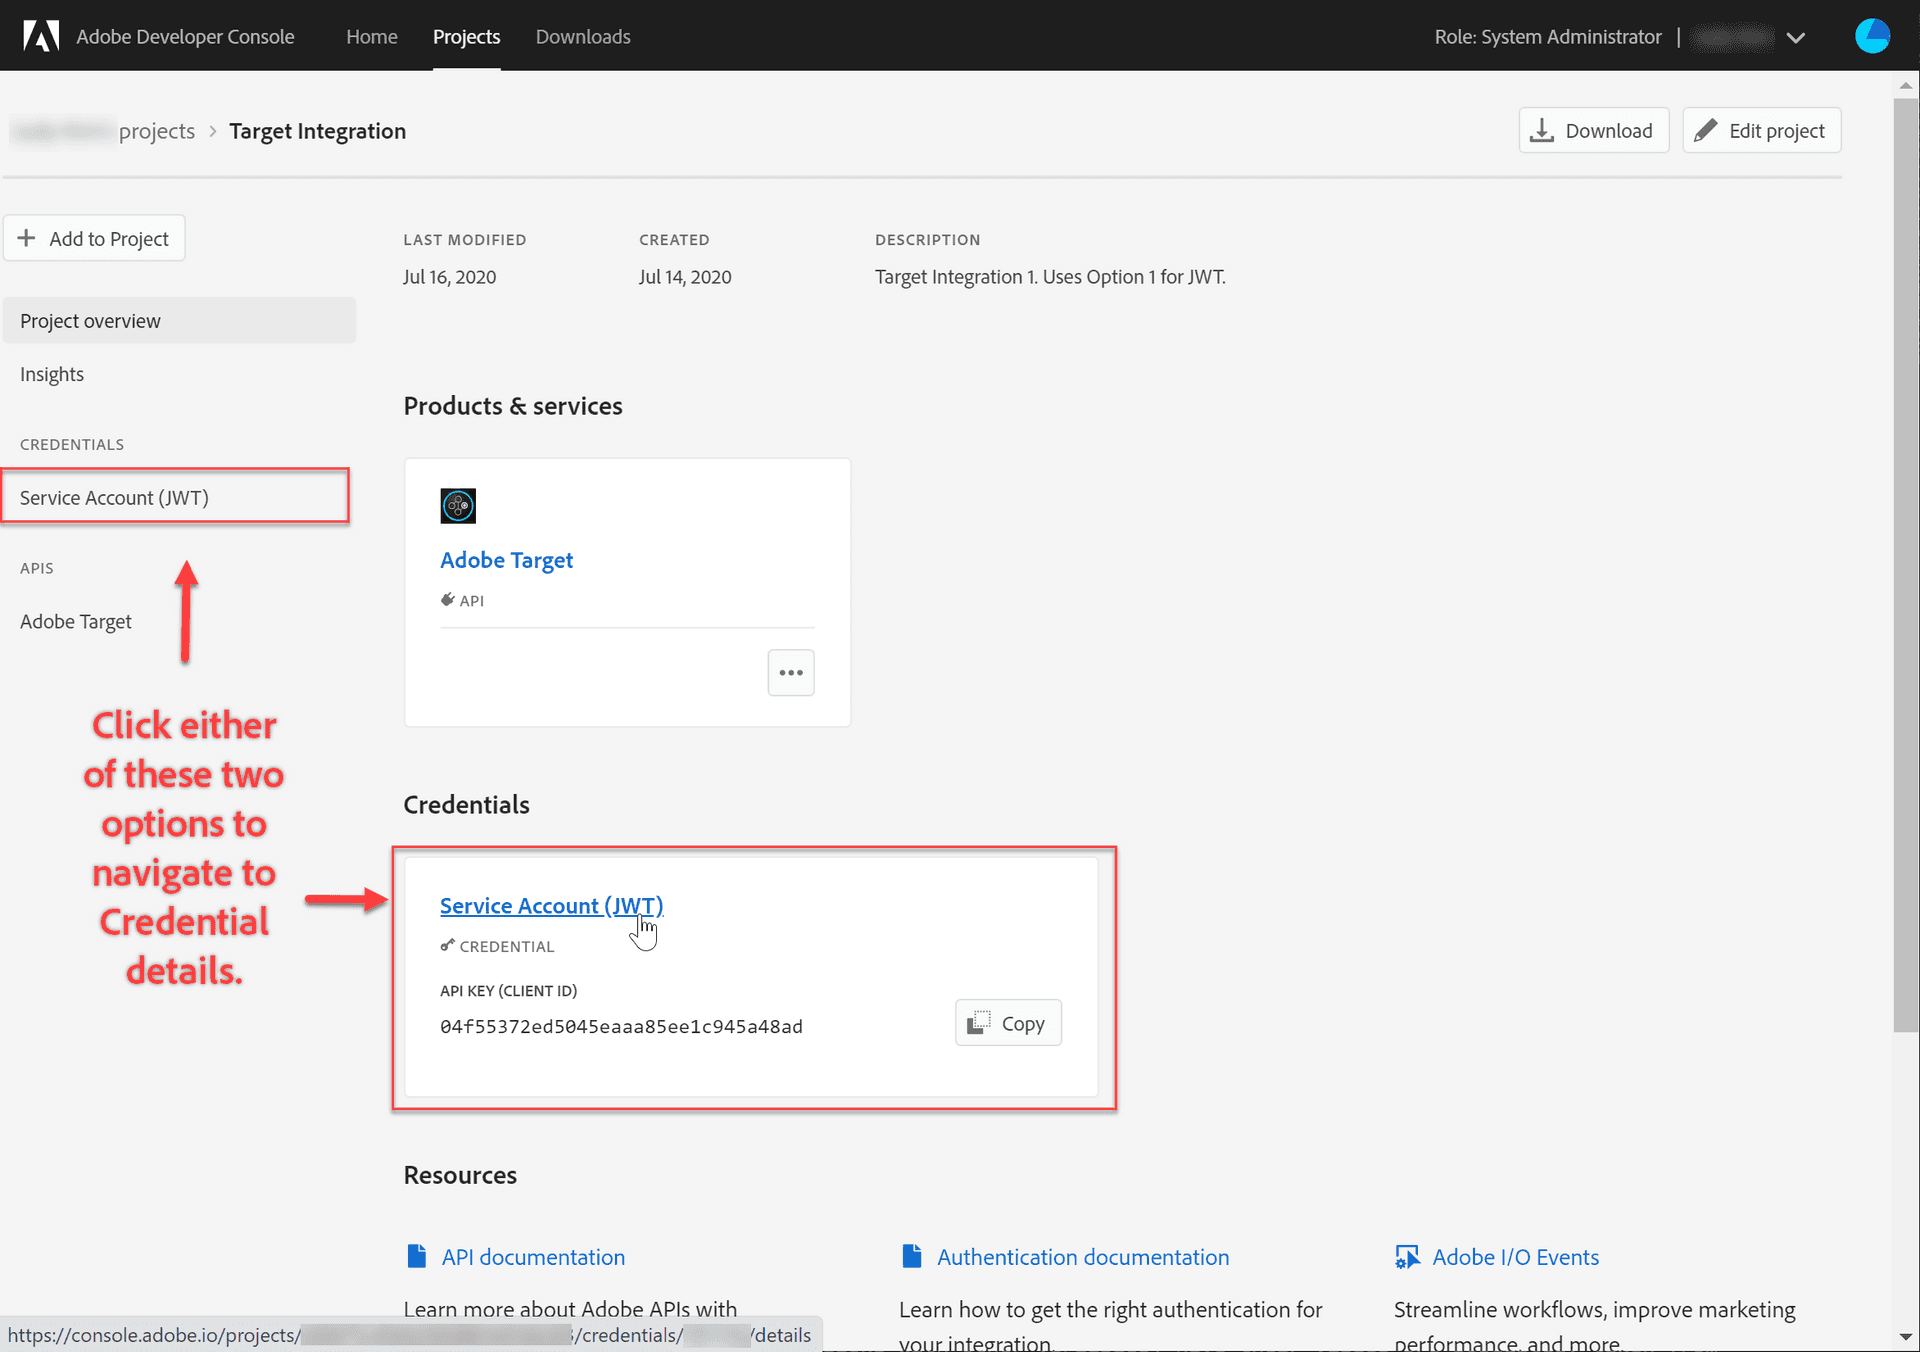 Adobe Developer Console Home Projects Downloads Role: System Administrator |
projects > Target Integration Download Edit project
+ Add to Project
Project overview
Insights
CREDENTIALS
Service Account (JWT)
APIS
Adobe Target
Click either
of these two
options to
navigate to
Credential
details.
LAST MODIFIED CREATED DESCRIPTION
Jul 16, 2020 Jul 14, 2020 Target Integration 1. Uses Option 1 for JWT.
Products & services
Adobe Target
API
Credentials
Service Account (JWT)
CREDENTIAL
API KEY (CLIENT ID)
04f55372ed5045eaaa85ee1c945a48ad
Copy
Resources
API documentation
Learn more about Adobe APIs with
Authentication documentation
Learn how to get the right authentication for
your integration.
Adobe I/O Events
Streamline workflows, improve marketing
performance, and more.
https://console.adobe.io/projects/ /credentials/ /details